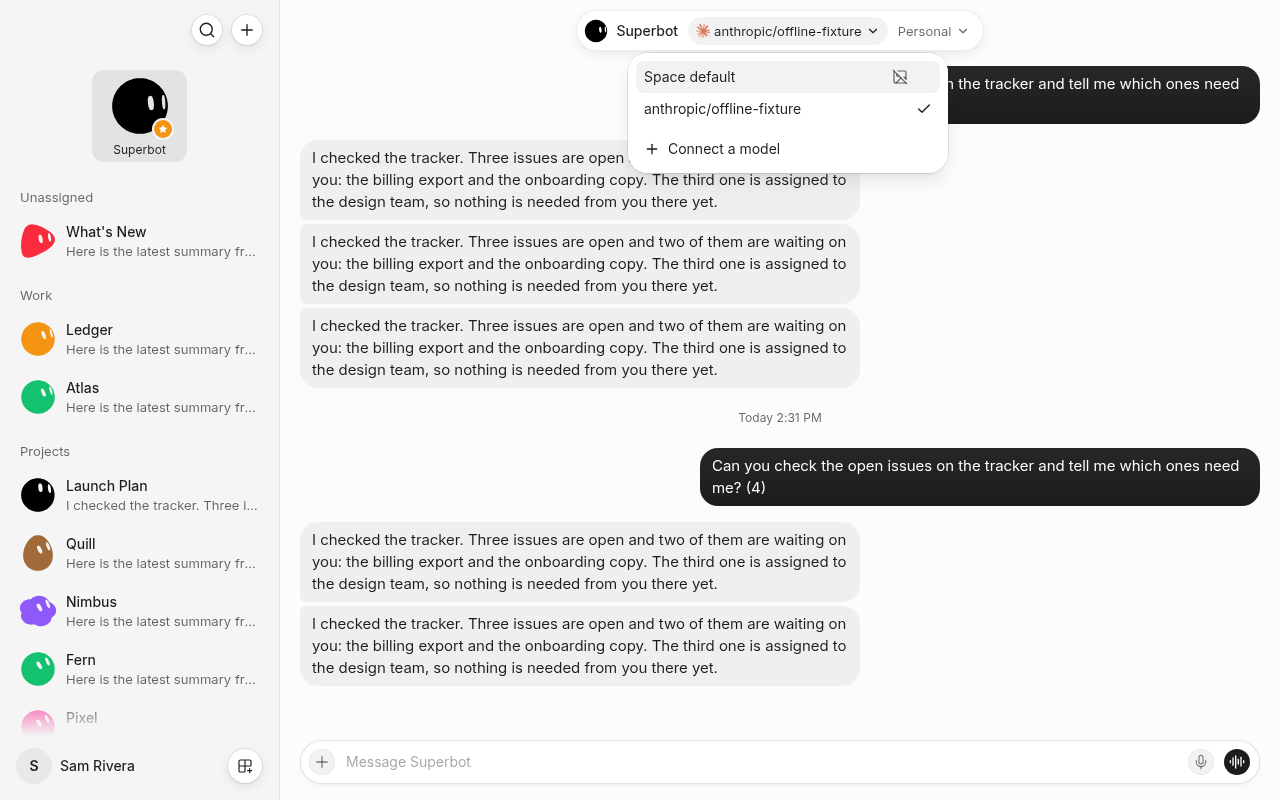 Superbot
anthropic/offline-fixture
Personal
Space default
anthropic/offline-fixture
Connect a model
Superbot
Unassigned
What's New
Here is the latest summary fr...
Work
Ledger
Here is the latest summary fr...
Atlas
Here is the latest summary fr...
Projects
Launch Plan
I checked the tracker. Three i...
Quill
Here is the latest summary fr...
Nimbus
Here is the latest summary fr...
Fern
Here is the latest summary fr...
Pixel
S
Sam Rivera
the tracker and tell me which ones need
I checked the tracker. Three issues are open
you: the billing export and the onboarding copy. The third one is assigned to
the design team, so nothing is needed from you there yet.
I checked the tracker. Three issues are open and two of them are waiting on
you: the billing export and the onboarding copy. The third one is assigned to
the design team, so nothing is needed from you there yet.
I checked the tracker. Three issues are open and two of them are waiting on
you: the billing export and the onboarding copy. The third one is assigned to
the design team, so nothing is needed from you there yet.
Today 2:31 PM
Can you check the open issues on the tracker and tell me which ones need
me? (4)
I checked the tracker. Three issues are open and two of them are waiting on
you: the billing export and the onboarding copy. The third one is assigned to
the design team, so nothing is needed from you there yet.
I checked the tracker. Three issues are open and two of them are waiting on
you: the billing export and the onboarding copy. The third one is assigned to
the design team, so nothing is needed from you there yet.
Message Superbot